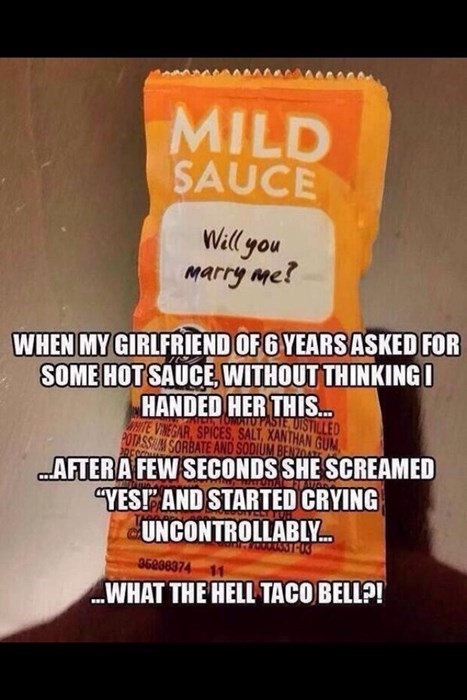 MILD
SAUCE
Will you
marry me?
WHEN MY GIRLFRIEND OF 6 YEARS ASKED FOR
SOME HOT SAUCE, WITHOUT THINKING I
HANDED HER THIS...
PASTE, DISTILLED
WHITE VINEGAR, SPICES, SALT, XANTHAN GUM,
POTASSIUM SORBATE AND SODIUM
...AFTER A FEW SECONDS SHE SCREAMED
"YES!" AND STARTED CRYING
UNCONTROLLABLY...
11
...WHAT THE HELL TACO BELL?!